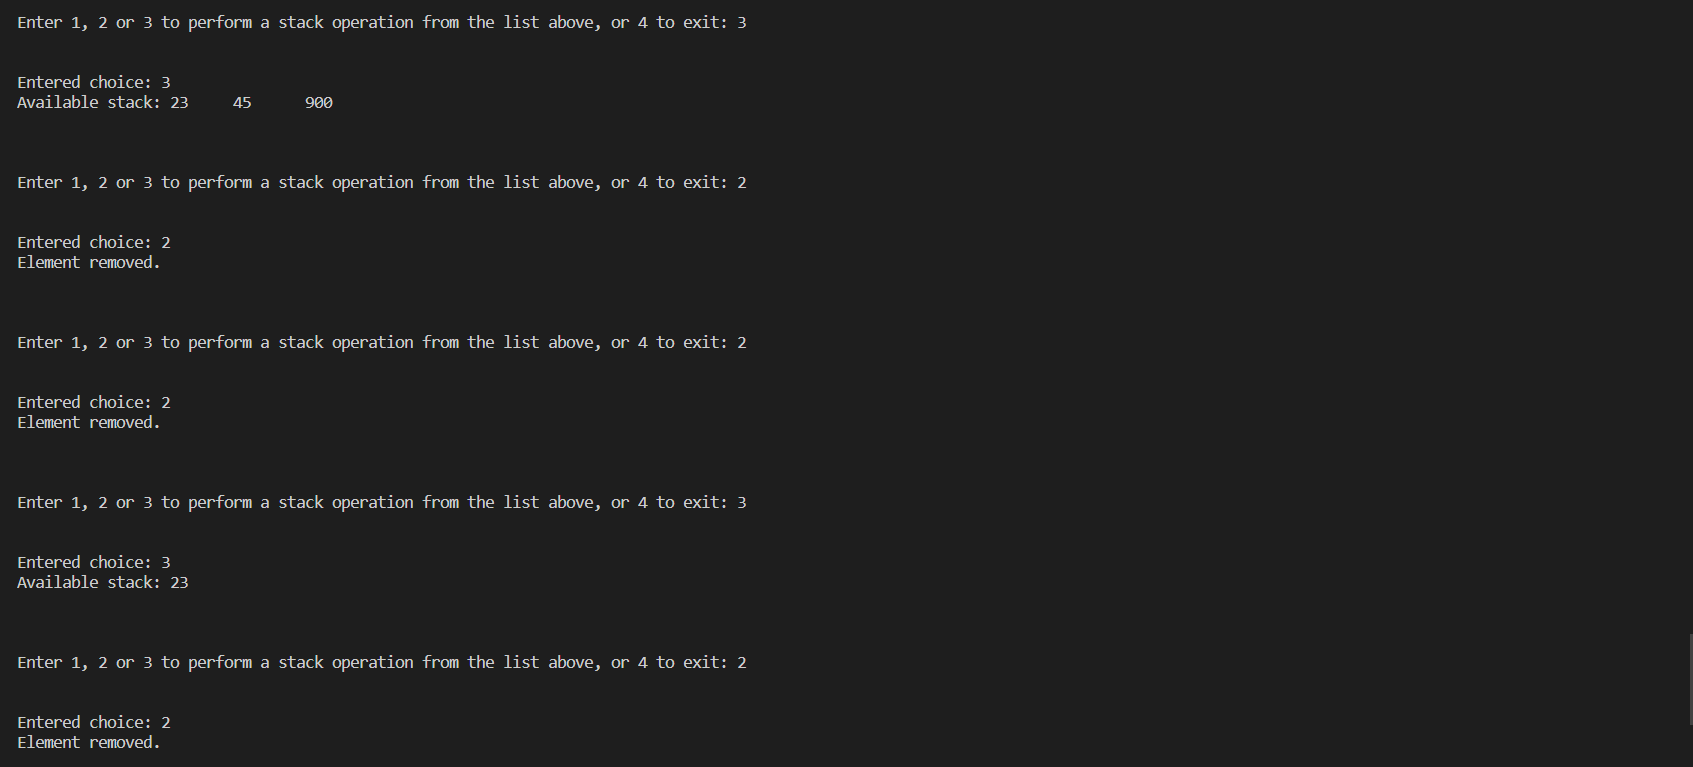 Enter 1, 2 or 3 to perform a stack operation from the list above, or 4 to exit: 3
Entered choice: 3
Available stack: 23     45      900
Enter 1, 2 or 3 to perform a stack operation from the list above, or 4 to exit: 2
Entered choice: 2
Element removed.
Enter 1, 2 or 3 to perform a stack operation from the list above, or 4 to exit: 2
Entered choice: 2
Element removed.
Enter 1, 2 or 3 to perform a stack operation from the list above, or 4 to exit: 3
Entered choice: 3
Available stack: 23
Enter 1, 2 or 3 to perform a stack operation from the list above, or 4 to exit: 2
Entered choice: 2
Element removed.